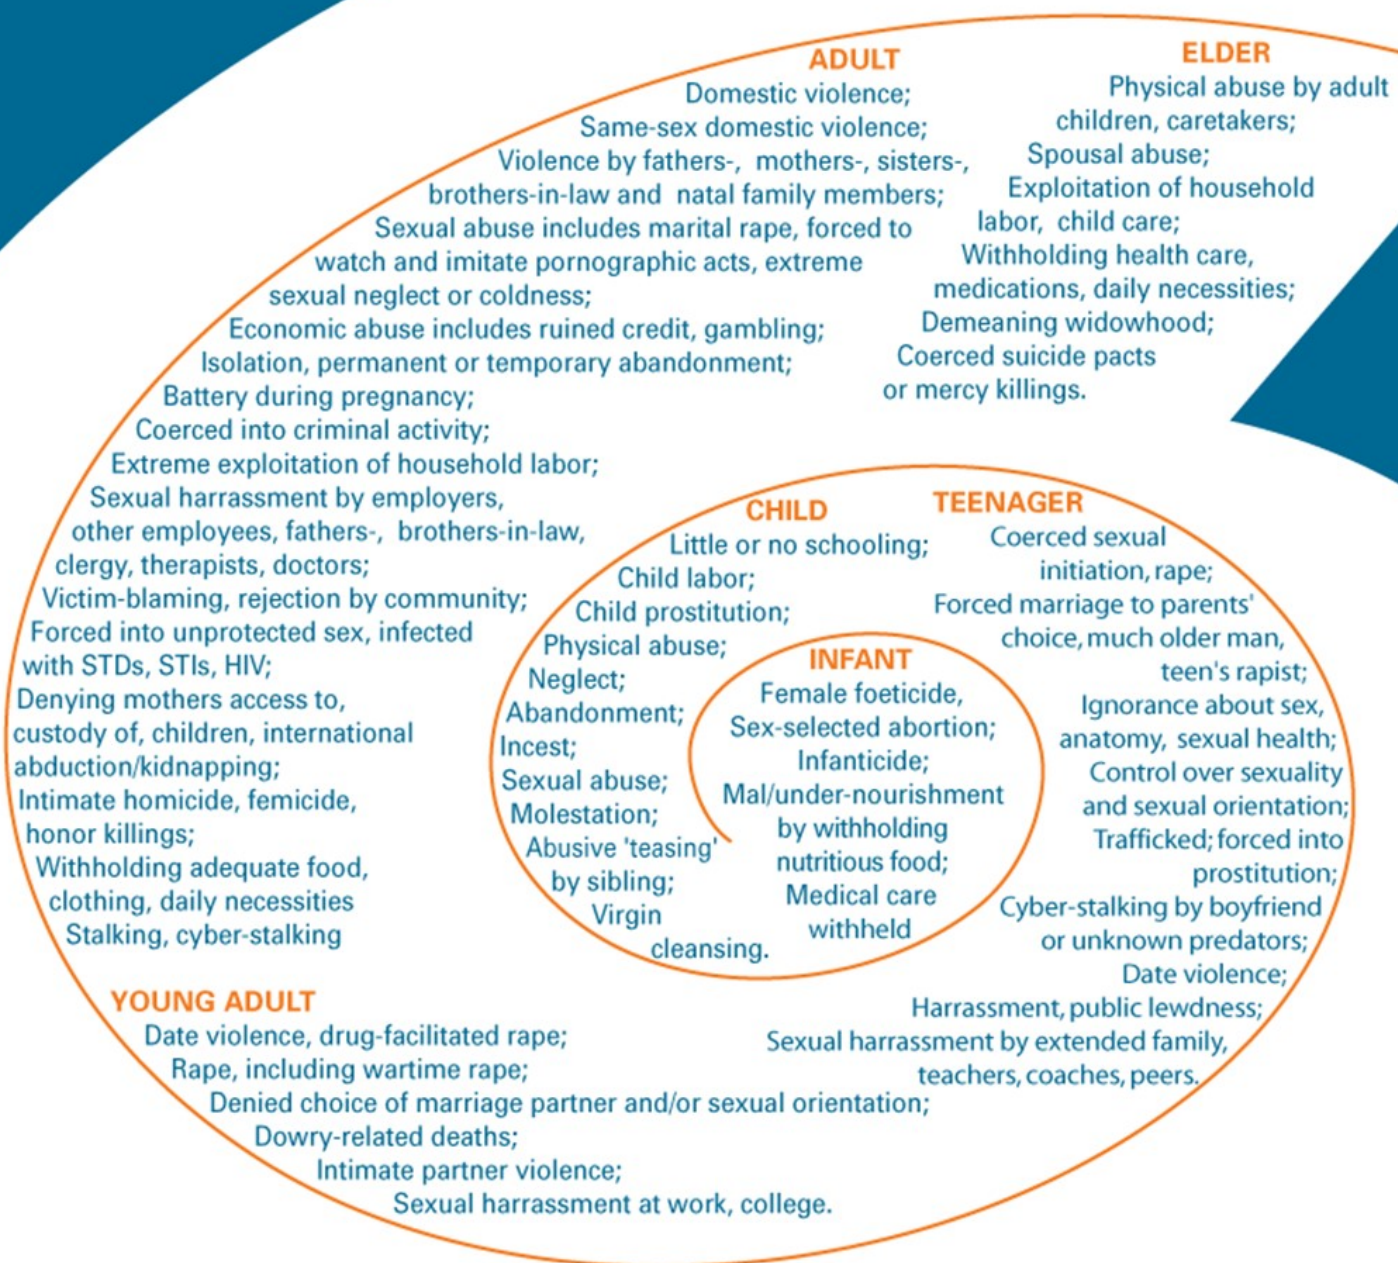 ADULT
Domestic violence;
Same-sex domestic violence;
Violence by fathers-, mothers-, sisters-,
brothers-in-law and natal family members;
Sexual abuse includes marital rape, forced to
watch and imitate pornographic acts, extreme
sexual neglect or coldness;
Economic abuse includes ruined credit, gambling;
Isolation, permanent or temporary abandonment;
Battery during pregnancy;
Coerced into criminal activity;
Extreme exploitation of household labor;
Sexual harrassment by employers,
other employees, fathers-, brothers-in-law,
clergy, therapists, doctors;
Victim-blaming, rejection by community;
Forced into unprotected sex, infected
with STDs, STIs, HIV;
Denying mothers access to,
custody of, children, international
abduction/kidnapping;
Intimate homicide, femicide,
honor killings;
Withholding adequate food,
clothing, daily necessities
Stalking, cyber-stalking
ELDER
Physical abuse by adult
children, caretakers;
Spousal abuse;
Exploitation of household
labor, child care;
Withholding health care,
medications, daily necessities;
Demeaning widowhood;
Coerced suicide pacts
or mercy killings.
CHILD
Little or no schooling;
Child labor;
Child prostitution;
Physical abuse;
Neglect;
Abandonment;
Incest;
Sexual abuse;
Molestation;
Abusive 'teasing'
by sibling;
Virgin
cleansing.
TEENAGER
Coerced sexual
initiation, rape;
Forced marriage to parents'
choice, much older man,
teen's rapist;
Ignorance about sex,
anatomy, sexual health;
Control over sexuality
and sexual orientation;
Trafficked; forced into
prostitution;
Cyber-stalking by boyfriend
or unknown predators;
Date violence;
Harrassment, public lewdness;
Sexual harrassment by extended family,
teachers, coaches, peers.
INFANT
Female foeticide,
Sex-selected abortion;
Infanticide;
Mal/under-nourishment
by withholding
nutritious food;
Medical care
withheld
YOUNG ADULT
Date violence, drug-facilitated rape;
Rape, including wartime rape;
Denied choice of marriage partner and/or sexual orientation;
Dowry-related deaths;
Intimate partner violence;
Sexual harrassment at work, college.